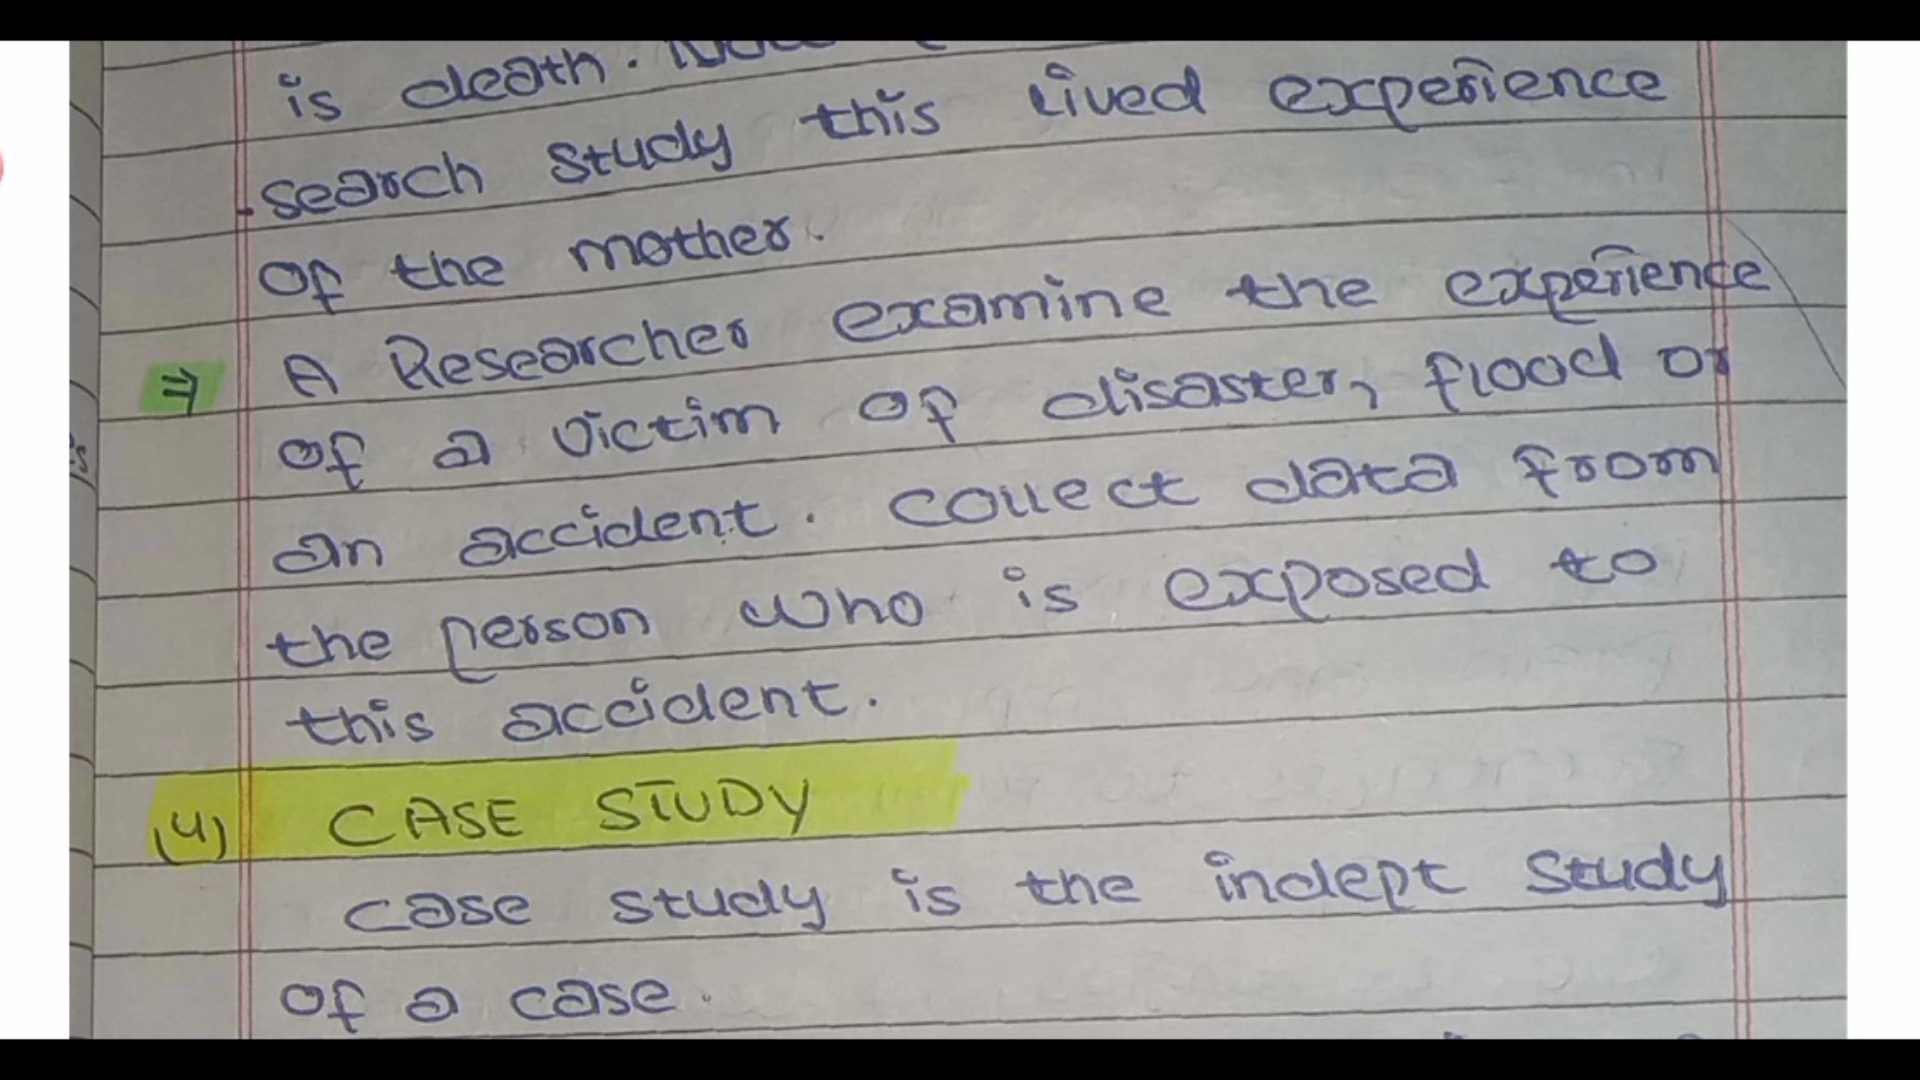 is death.
search study this lived experience
of the mother.
⇒ A Researcher examine the experience
of a victim of disaster, flood or
an accident. Collect data from
the person who is exposed to
this accident.
(4) CASE STUDY
case study is the indept study
of a case.